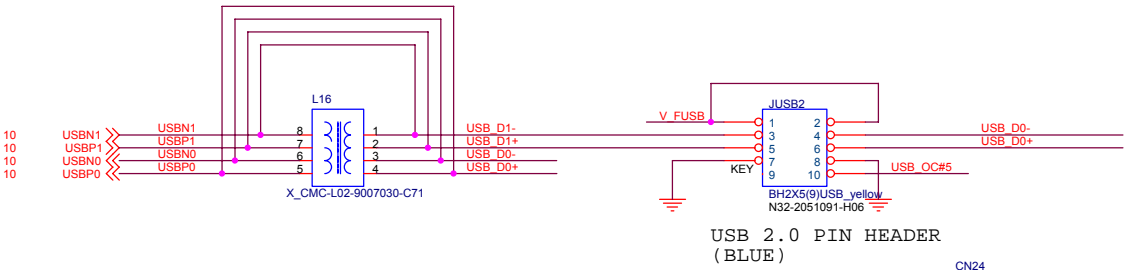 L16
JUSB2
V_FUSB
1 2
10 USBN1 USBN1 8 1 USB_D1- 3 4 USB_D0-
10 USBP1 USBP1 7 2 USB_D1+ 5 6 USB_D0+
10 USBN0 USBN0 6 3 USB_D0- 7 8
10 USBP0 USBP0 5 4 USB_D0+ KEY 9 10 USB_OC#5
X_CMC-L02-9007030-C71
BH2X5(9)USB_yellow
N32-2051091-H06
USB 2.0 PIN HEADER
(BLUE)
CN24